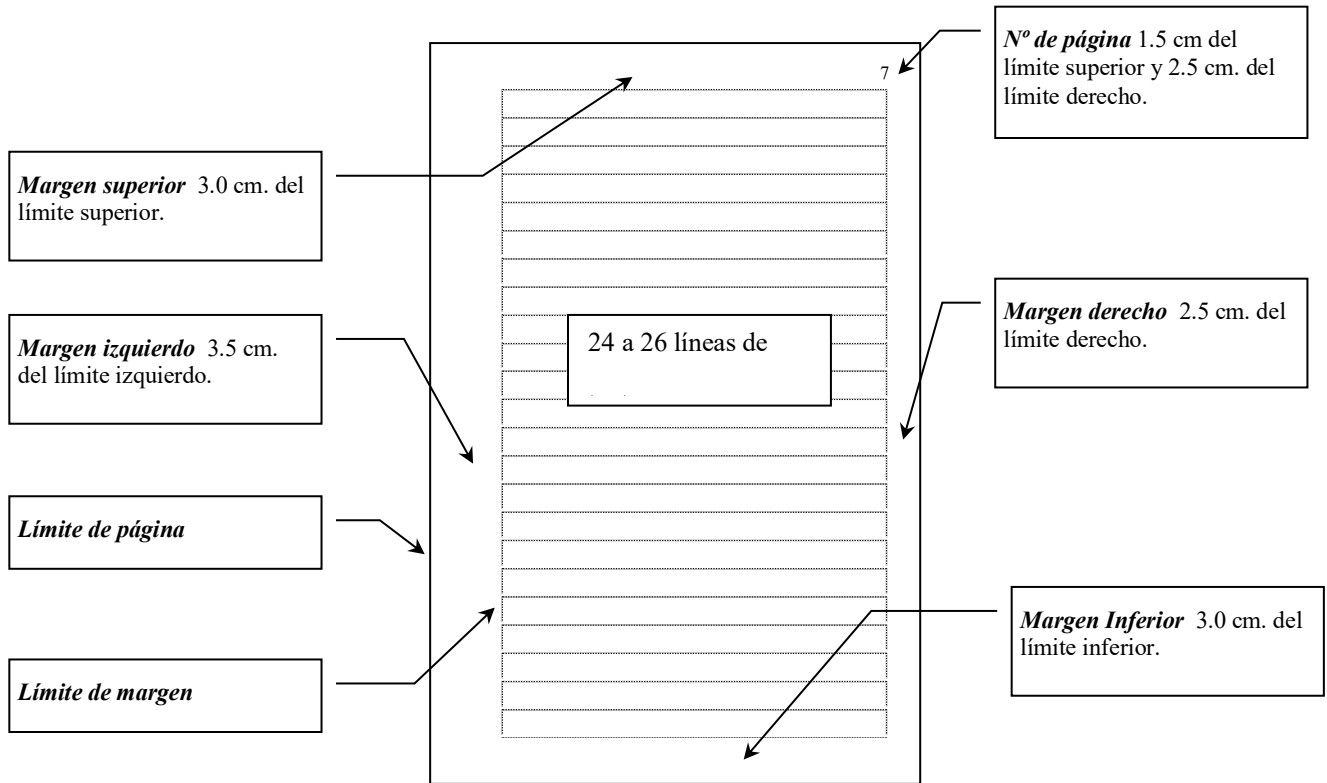 Nº de página 1.5 cm del
límite superior y 2.5 cm. del
límite derecho.
7
Margen superior 3.0 cm. del
límite superior.
Margen izquierdo 3.5 cm.
del límite izquierdo.
24 a 26 líneas de
Margen derecho 2.5 cm. del
límite derecho.
Límite de página
Margen Inferior 3.0 cm. del
límite inferior.
Límite de margen